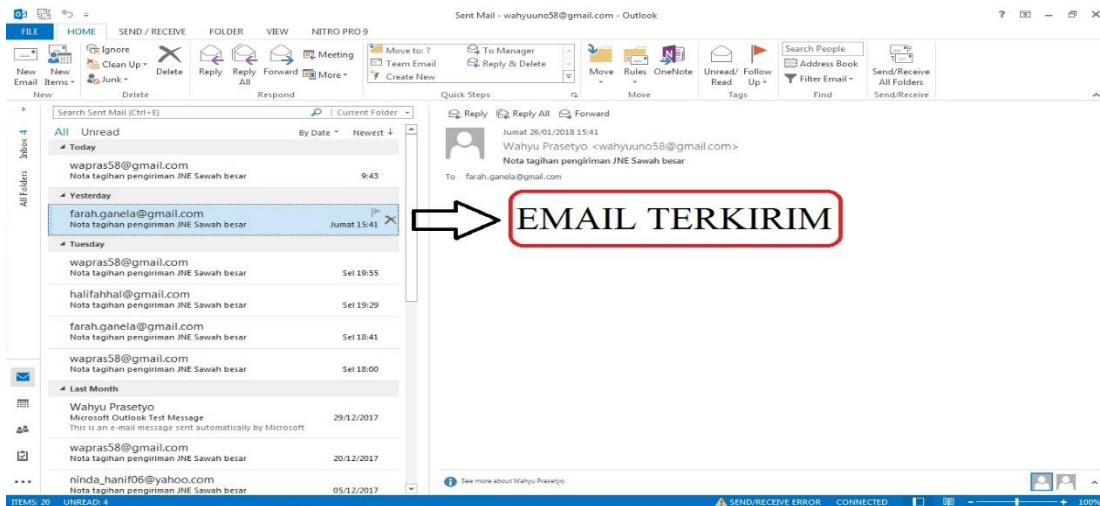 Sent Mail - wahyuuno58@gmail.com - Outlook
FILE HOME SEND / RECEIVE FOLDER VIEW NITRO PRO 9
New Email
New Items
New
Ignore
Clean Up
Junk
Delete
Delete
Reply
Reply All
Forward
Meeting
More
Respond
Move to: ?
Team Email
Create New
To Manager
Reply & Delete
Quick Steps
Move
Rules
OneNote
Move
Unread/ Read
Follow Up
Tags
Search People
Address Book
Filter Email
Find
Send/Receive All Folders
Send/Receive
Inbox 4
All Folders
Search Sent Mail (Ctrl+E) Current Folder
All Unread By Date Newest
Today
wapras58@gmail.com
Nota tagihan pengiriman JNE Sawah besar 9:43
Yesterday
farah.ganela@gmail.com
Nota tagihan pengiriman JNE Sawah besar Jumat 15:41
Tuesday
wapras58@gmail.com
Nota tagihan pengiriman JNE Sawah besar Sel 19:55
halifahhal@gmail.com
Nota tagihan pengiriman JNE Sawah besar Sel 19:29
farah.ganela@gmail.com
Nota tagihan pengiriman JNE Sawah besar Sel 18:41
wapras58@gmail.com
Nota tagihan pengiriman JNE Sawah besar Sel 18:00
Last Month
Wahyu Prasetyo
Microsoft Outlook Test Message 29/12/2017
This is an e-mail message sent automatically by Microsoft
wapras58@gmail.com
Nota tagihan pengiriman JNE Sawah besar 20/12/2017
ninda_hanif06@yahoo.com
Nota tagihan pengiriman JNE Sawah besar 05/12/2017
Reply Reply All Forward
Jumat 26/01/2018 15:41
Wahyu Prasetyo <wahyuuno58@gmail.com>
Nota tagihan pengiriman JNE Sawah besar
To farah.ganela@gmail.com
EMAIL TERKIRIM
See more about Wahyu Prasetyo.
ITEMS: 20 UNREAD: 4 SEND/RECEIVE ERROR CONNECTED 100%